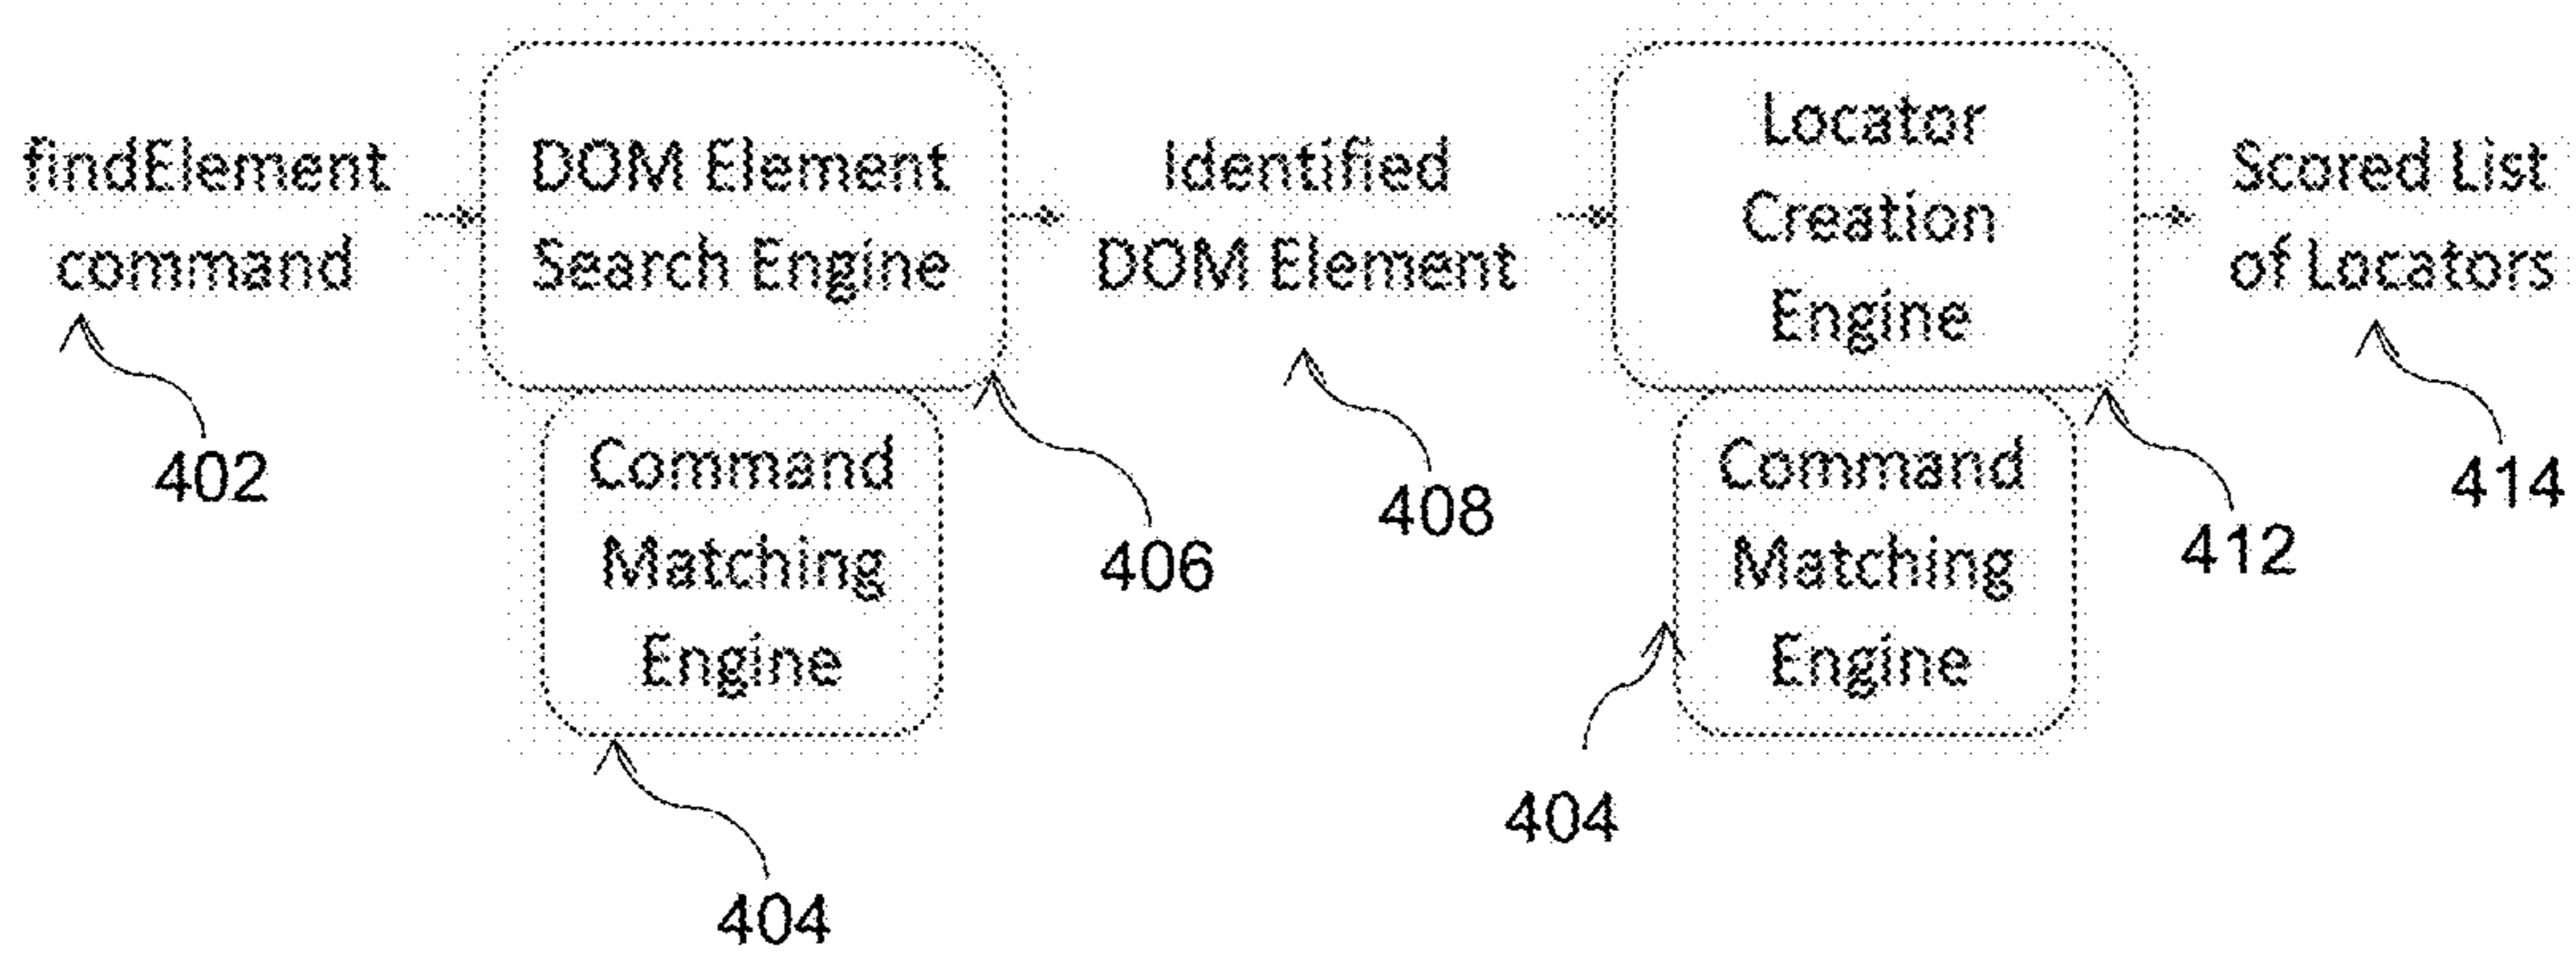 findElement
command
402
DOM Element
Search Engine
406
Command
Matching
Engine
404
Identified
DOM Element
408
Locator
Creation
Engine
412
Command
Matching
Engine
404
Scored List
of Locators
414